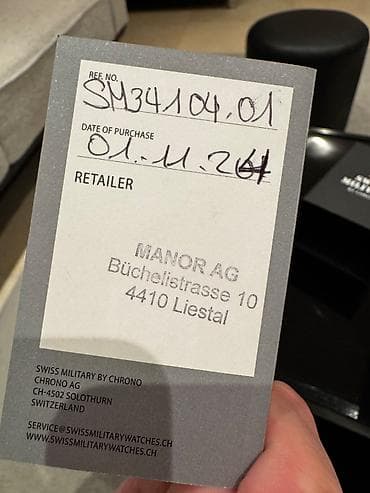 REF. NO.
SM34104.01
DATE OF PURCHASE
01.11.24
RETAILER
MANOR AG
Büchelistrasse 10
4410 Liestal
SWISS MILITARY BY CHRONO
CHRONO AG
CH-4502 SOLOTHURN
SWITZERLAND
SERVICE@SWISSMILITARYWATCHES.CH
WWW.SWISSMILITARYWATCHES.CH